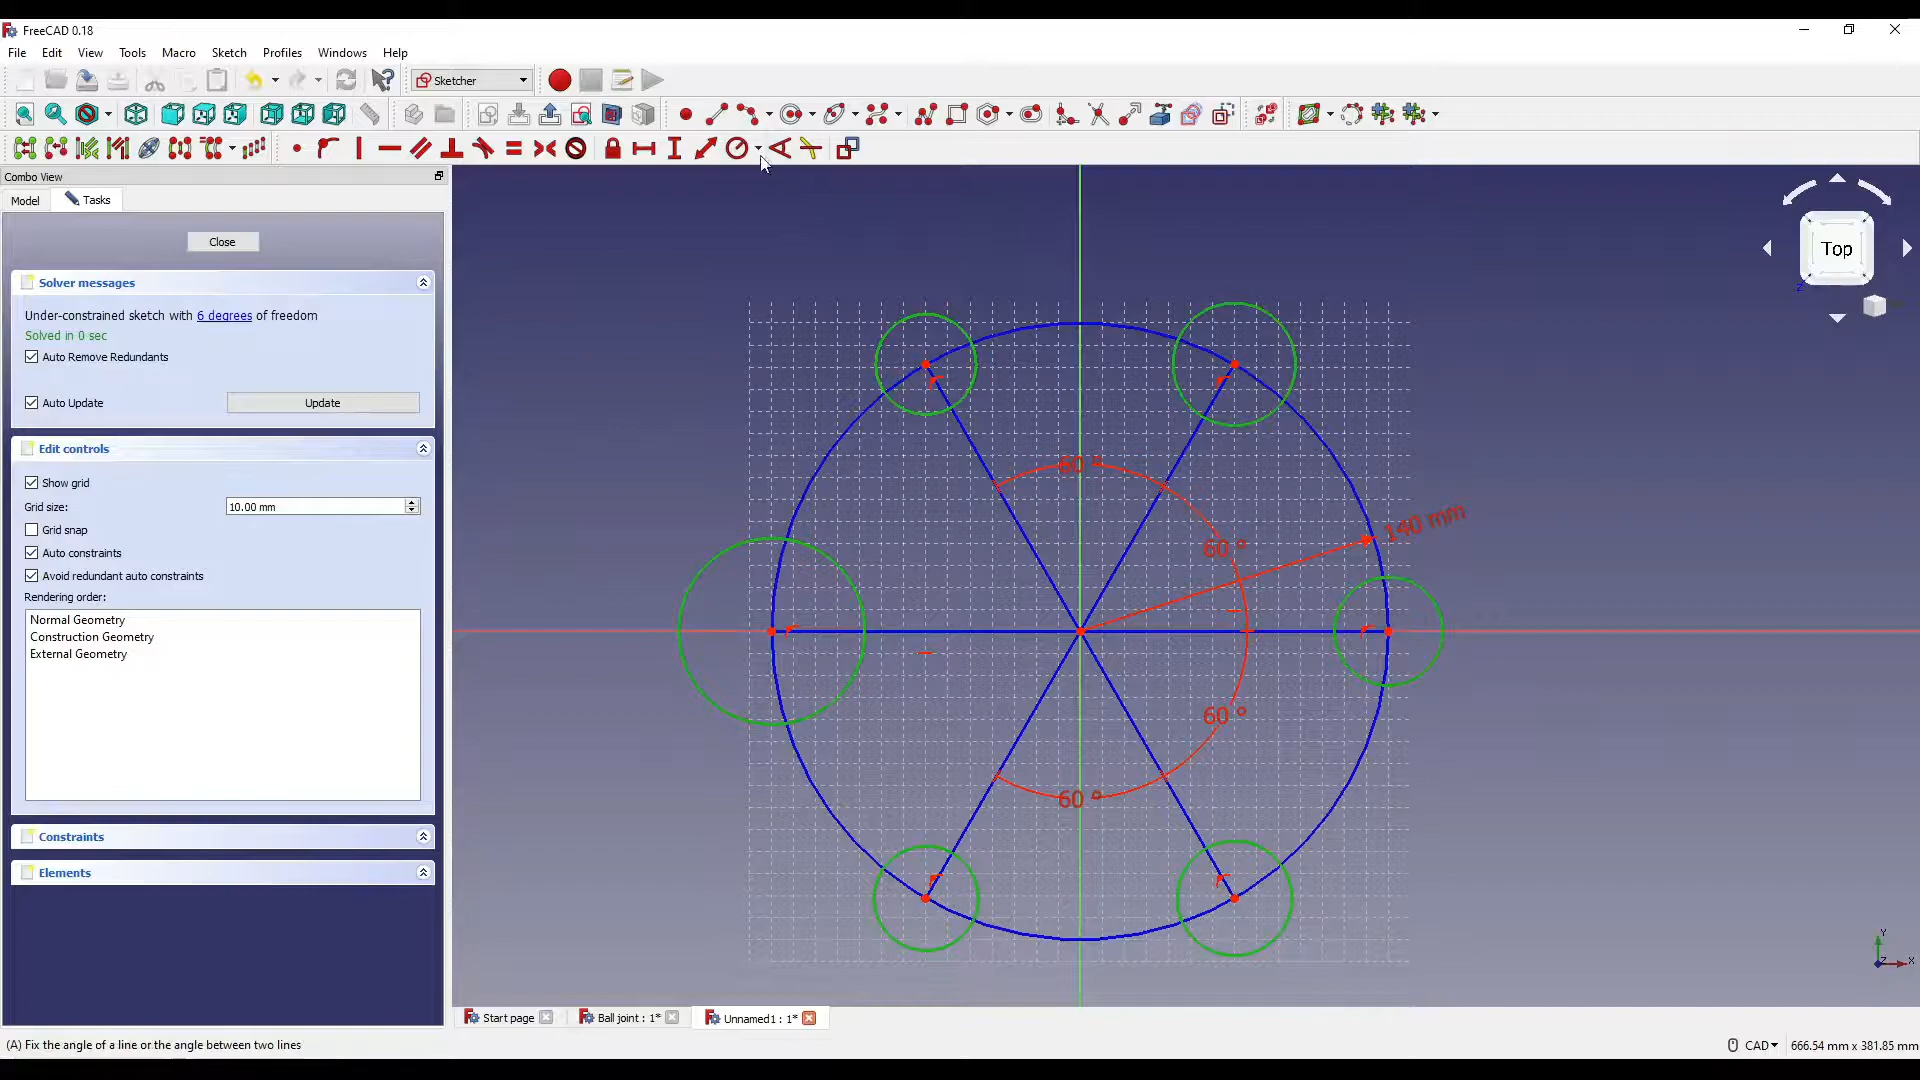 FreeCAD 0.18
File Edit View Tools Macro Sketch Profiles Windows Help
Sketcher
Combo View
Model Tasks
Close
Solver messages
Under-constrained sketch with 6 degrees of freedom
Solved in 0 sec
Auto Remove Redundants
Auto Update Update
Edit controls
Show grid
Grid size: 10.00 mm
Grid snap
Auto constraints
Avoid redundant auto constraints
Rendering order:
Normal Geometry
Construction Geometry
External Geometry
Constraints
Elements
Top
Z
60 °
140 mm
60 °
60 °
60 °
Y
Z
X
Start page Ball joint : 1* Unnamed1 : 1*
(A) Fix the angle of a line or the angle between two lines
CAD 666.54 mm x 381.85 mm